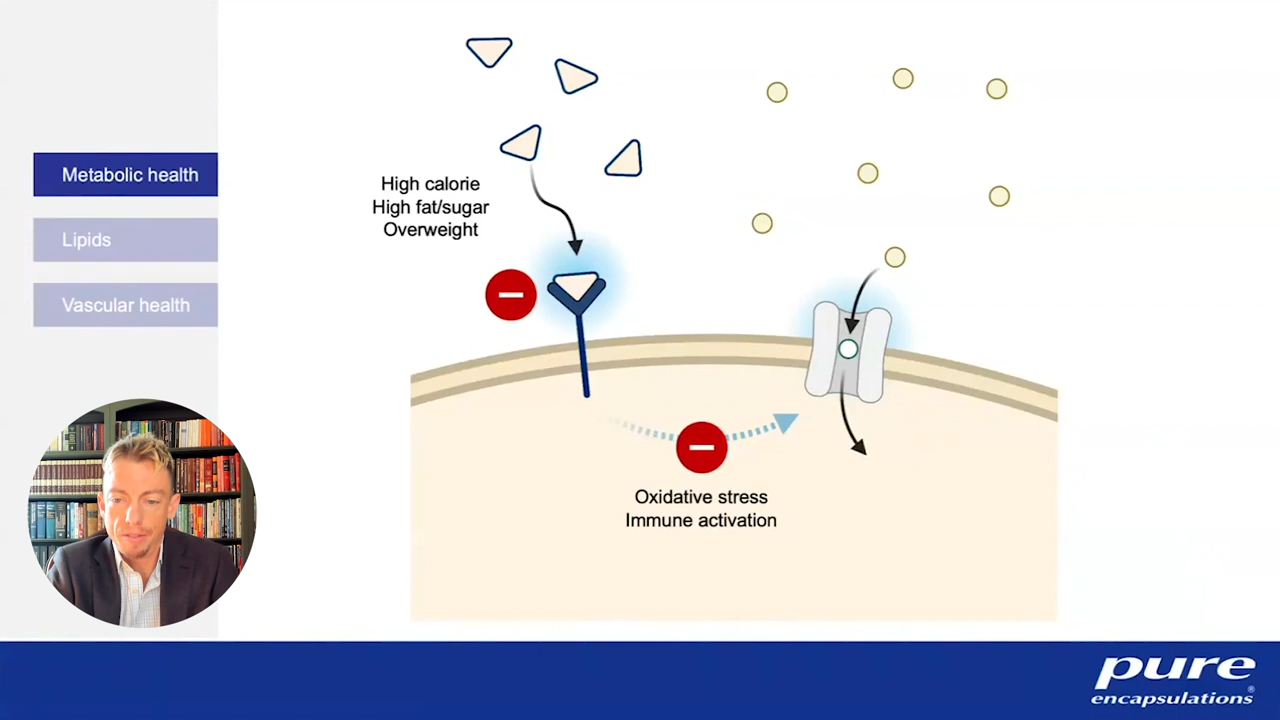 Metabolic health
Lipids
Vascular health
High calorie
High fat/sugar
Overweight
Oxidative stress
Immune activation
pure
encapsulations®